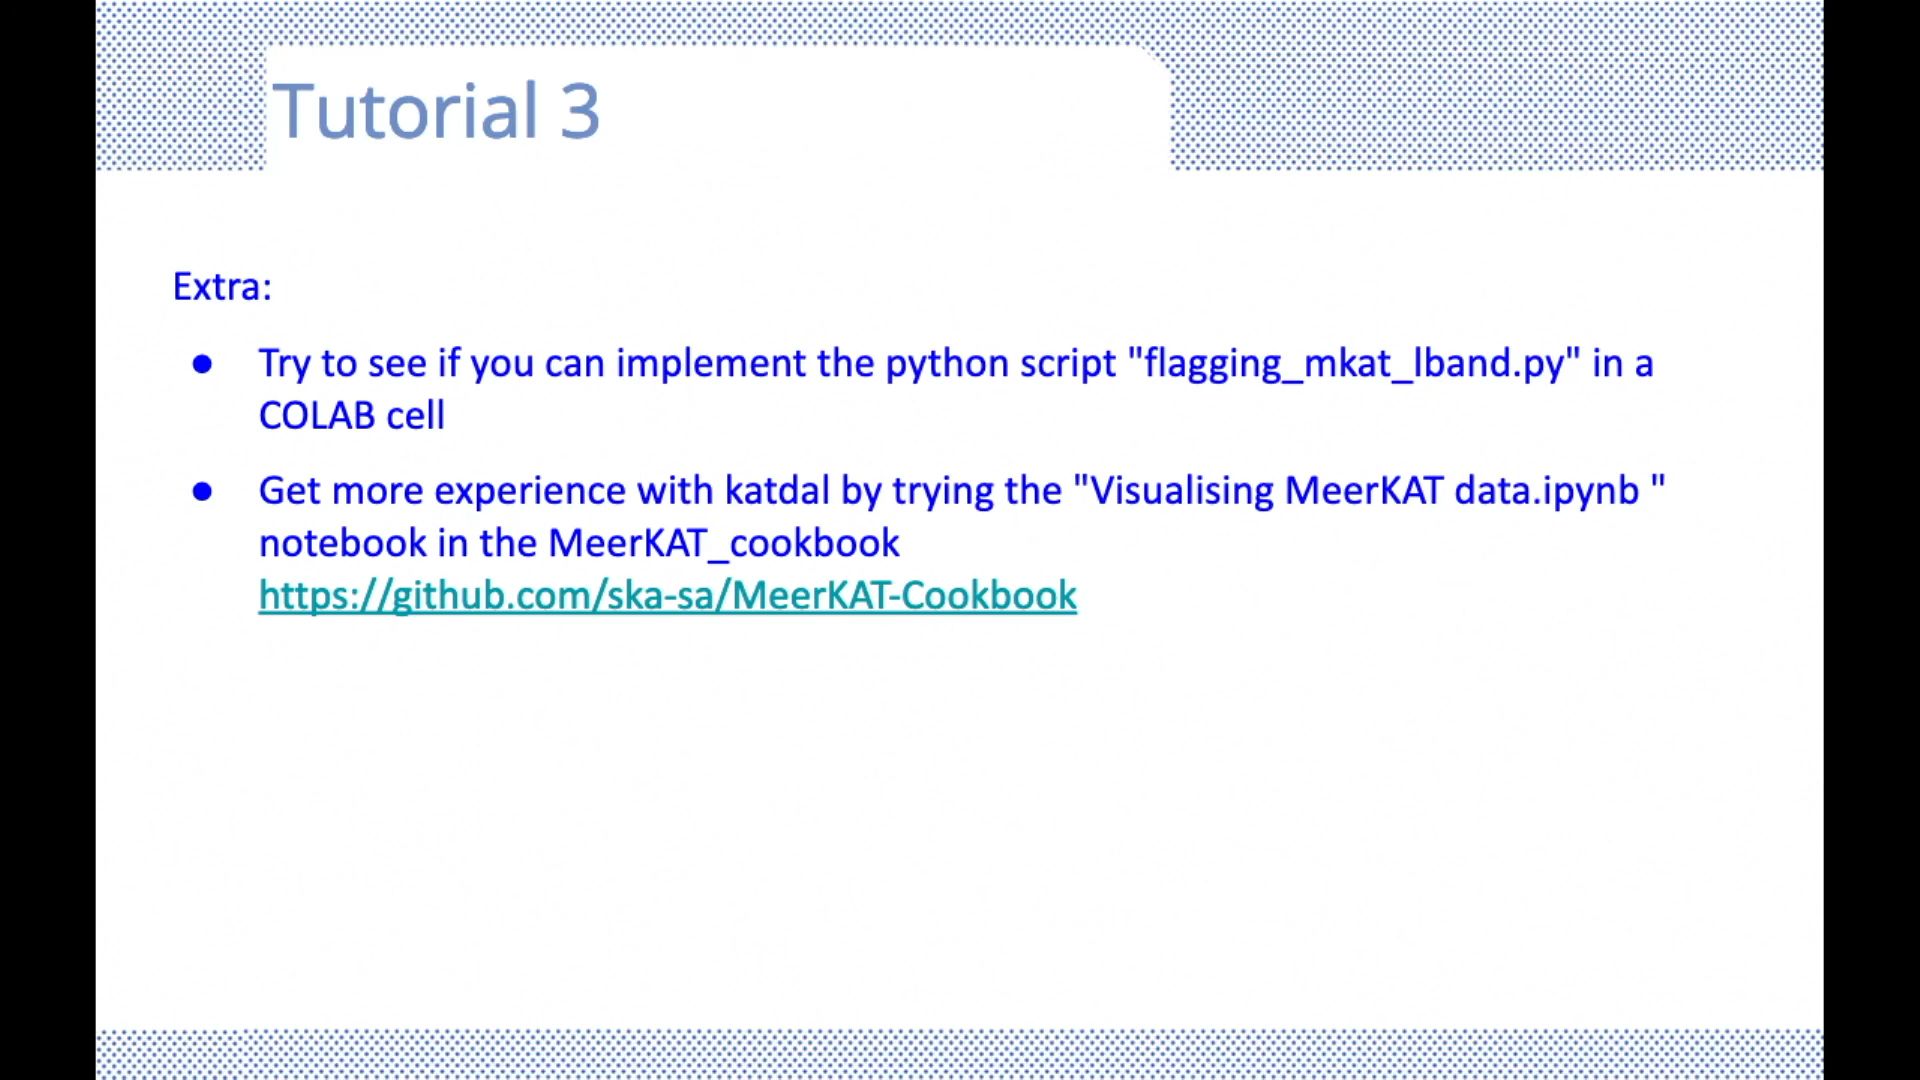 Tutorial 3
Extra:
● Try to see if you can implement the python script "flagging_mkat_lband.py" in a
COLAB cell
● Get more experience with katdal by trying the "Visualising MeerKAT data.ipynb "
notebook in the MeerKAT_cookbook
https://github.com/ska-sa/MeerKAT-Cookbook